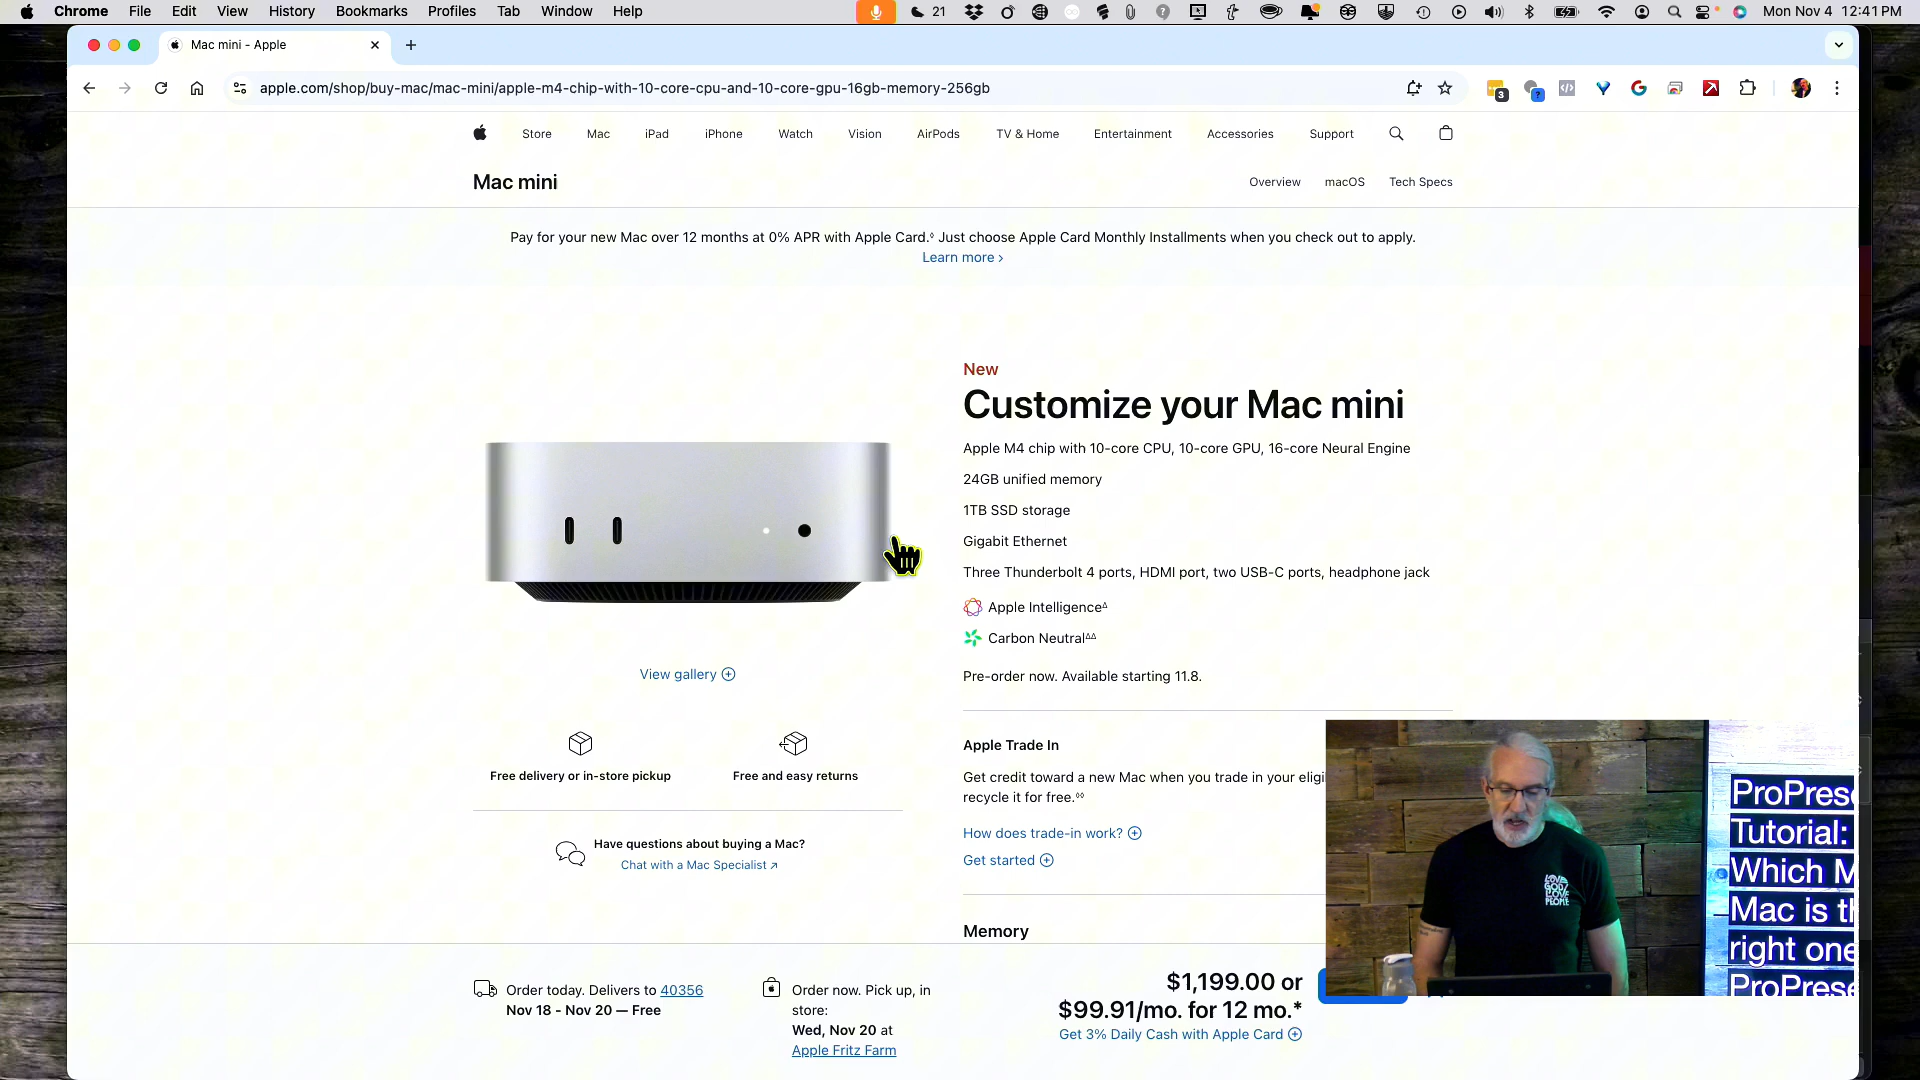 Chrome File Edit View History Bookmarks Profiles Tab Window Help
21
Mon Nov 4 12:41 PM
Mac mini - Apple
apple.com/shop/buy-mac/mac-mini/apple-m4-chip-with-10-core-cpu-and-10-core-gpu-16gb-memory-256gb
3
?
Store Mac iPad iPhone Watch Vision AirPods TV & Home Entertainment Accessories Support
Mac mini
Overview macOS Tech Specs
Pay for your new Mac over 12 months at 0% APR with Apple Card.◊ Just choose Apple Card Monthly Installments when you check out to apply.
Learn more ›
New
Customize your Mac mini
Apple M4 chip with 10-core CPU, 10-core GPU, 16-core Neural Engine
24GB unified memory
1TB SSD storage
Gigabit Ethernet
Three Thunderbolt 4 ports, HDMI port, two USB-C ports, headphone jack
Apple Intelligence∆
Carbon Neutral∆∆
Pre-order now. Available starting 11.8.
View gallery
Free delivery or in-store pickup
Free and easy returns
Have questions about buying a Mac?
Chat with a Mac Specialist ↗
Apple Trade In
Get credit toward a new Mac when you trade in your eligi
recycle it for free.◊◊
How does trade-in work?
Get started
Memory
Order today. Delivers to 40356
Nov 18 - Nov 20 — Free
Order now. Pick up, in
store:
Wed, Nov 20 at
Apple Fritz Farm
$1,199.00 or
$99.91/mo. for 12 mo.*
Get 3% Daily Cash with Apple Card
LOVE
GOD
LOVE
PEOPLE
ProPrese
Tutorial:
Which M
Mac is th
right one
ProPrese